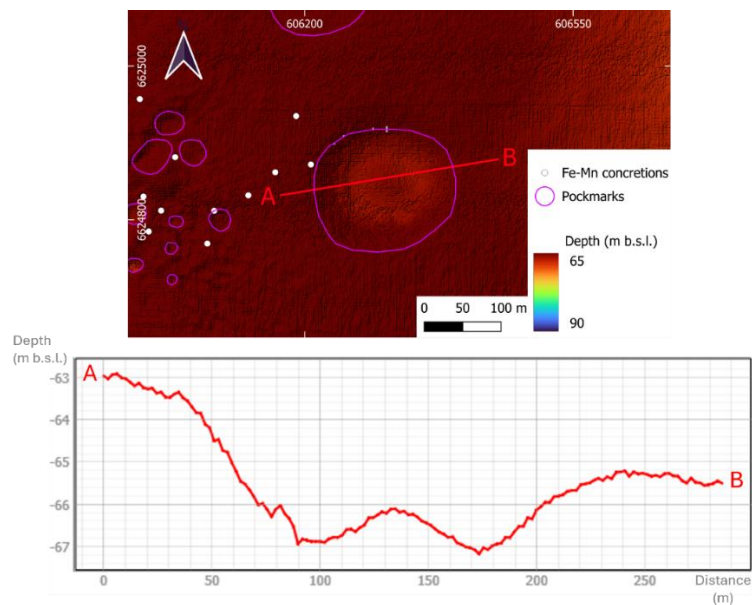 606200
606550
6625000
6624800
A
B
Fe-Mn concretions
Pockmarks
Depth (m b.s.l.)
65
90
0 50 100 m
Depth
(m b.s.l.)
A
-63
-64
-65
B
-66
-67
0 50 100 150 200 250 Distance
(m)